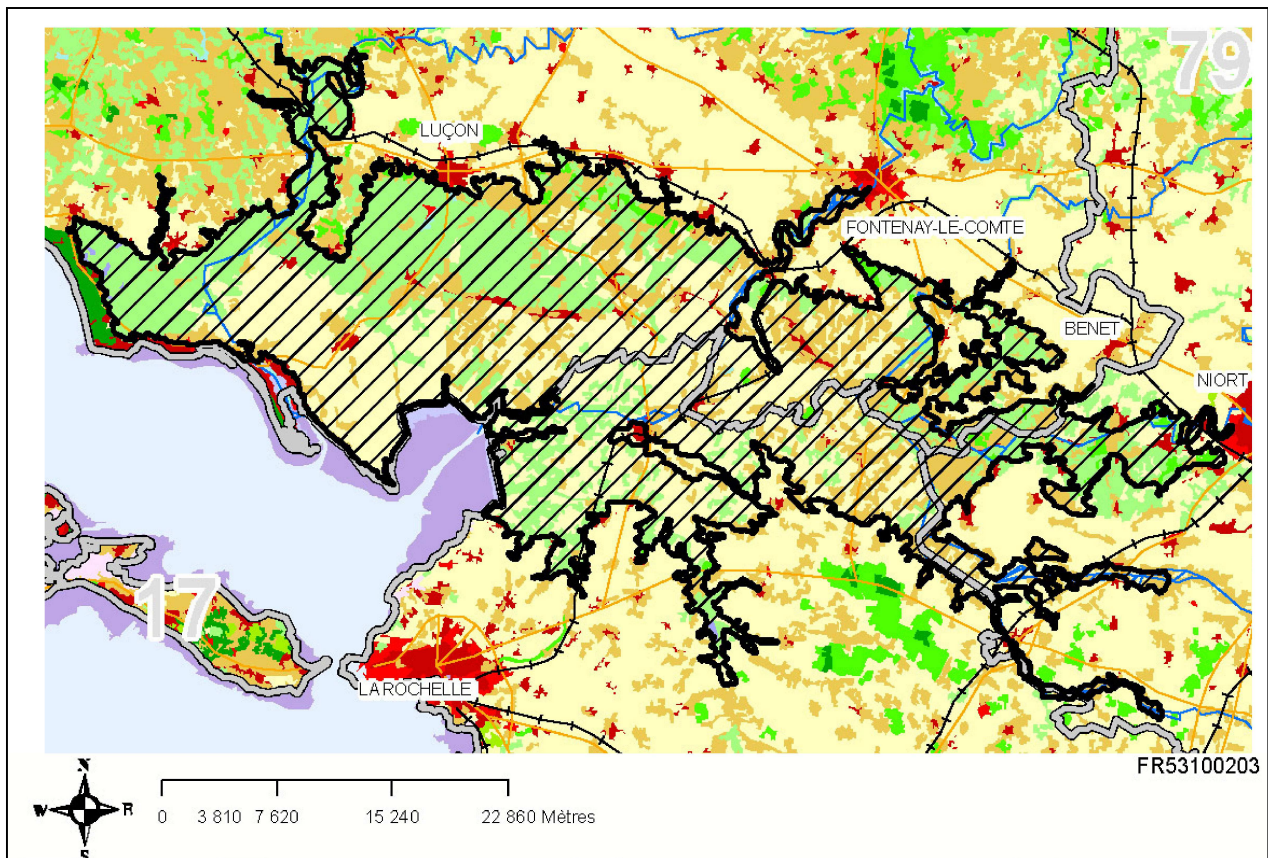 79
LUÇON
FONTENAY-LE-COMTE
BENET
NIORT
17
LA ROCHELLE
FR53100203
N
W E
S
0 3 810 7 620 15 240 22 860 Mètres